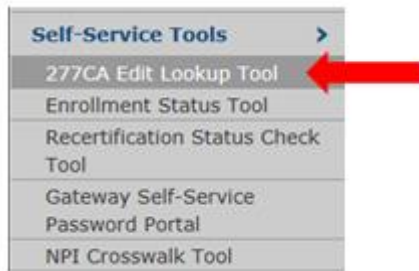 Self-Service Tools >
277CA Edit Lookup Tool
Enrollment Status Tool
Recertification Status Check
Tool
Gateway Self-Service
Password Portal
NPI Crosswalk Tool